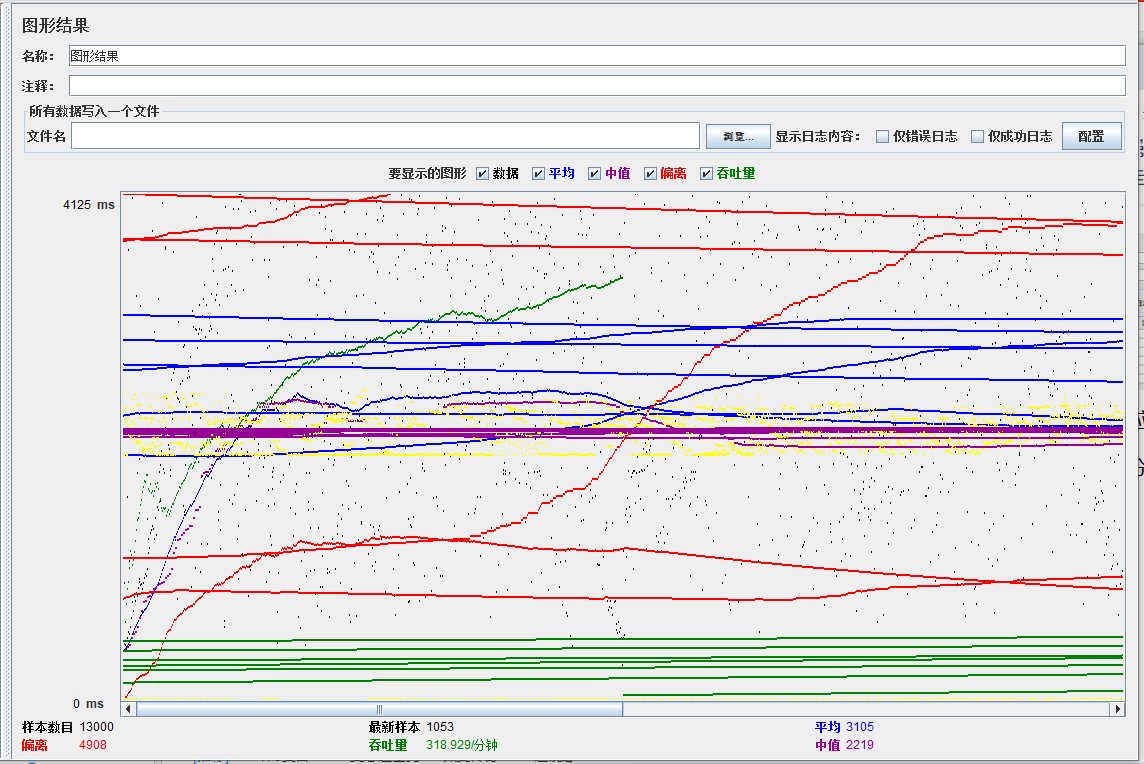 图形结果
名称： 图形结果
注释：
所有数据写入一个文件
文件名 浏览... 显示日志内容： 仅错误日志 仅成功日志 配置
要显示的图形 数据 平均 中值 偏离 吞吐量
4125 ms
0 ms
样本数目 13000 最新样本 1053 平均 3105
偏离 4908 吞吐量 318.929/分钟 中值 2219